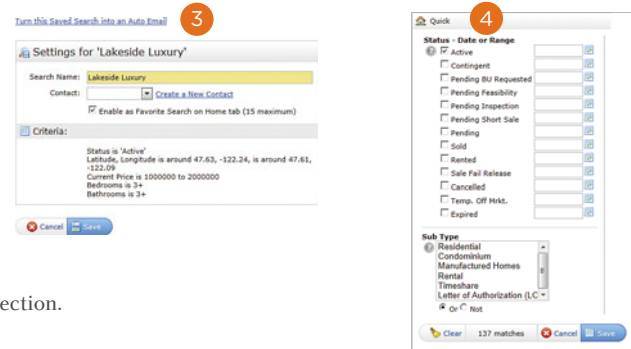 Turn this Saved Search into an Auto Email
3
Settings for 'Lakeside Luxury'
Search Name: Lakeside Luxury
Contact: Create a New Contact
Enable as Favorite Search on Home tab (15 maximum)
Criteria:
Status is 'Active'
Latitude, Longitude is around 47.63, -122.24, is around 47.61,
-122.09
Current Price is 1000000 to 2000000
Bedrooms is 3+
Bathrooms is 3+
Cancel Save
ection.
Quick
4
Status - Date or Range
Active
Contingent
Pending BU Requested
Pending Feasibility
Pending Inspection
Pending Short Sale
Pending
Sold
Rented
Sale Fail Release
Cancelled
Temp. Off Mrkt.
Expired
Sub Type
Residential
Condominium
Manufactured Homes
Rental
Timeshare
Letter of Authorization (LC
Or Not
Clear 137 matches Cancel Save